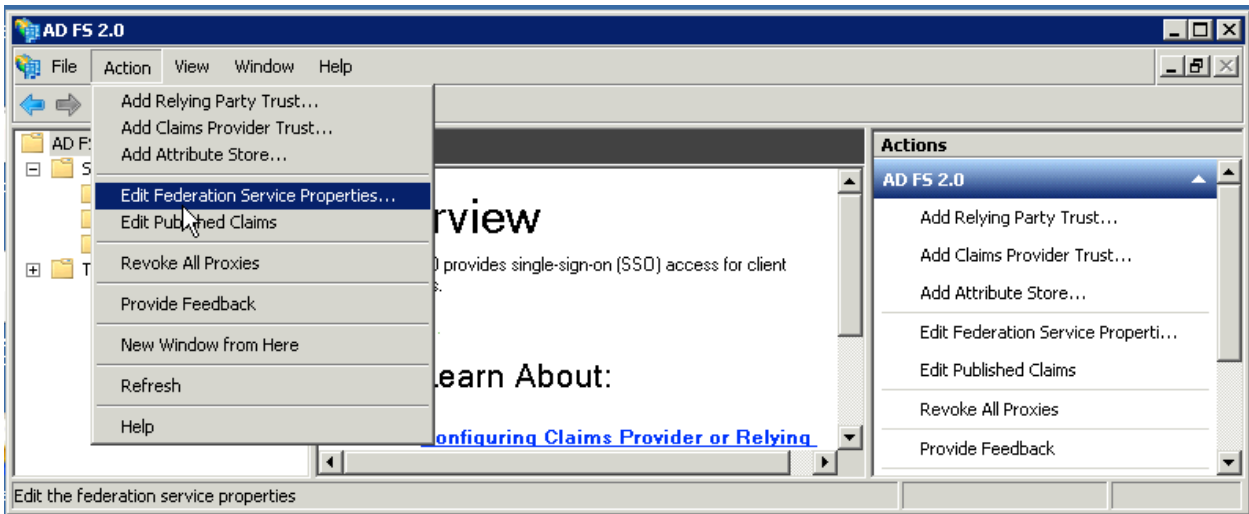 AD FS 2.0
File Action View Window Help
Add Relying Party Trust...
Add Claims Provider Trust...
Add Attribute Store...
Edit Federation Service Properties...
Edit Published Claims
Revoke All Proxies
Provide Feedback
New Window from Here
Refresh
Help
AD F
S
T
rview
provides single-sign-on (SSO) access for client
s.
earn About:
onfiguring Claims Provider or Relying
Actions
AD FS 2.0
Add Relying Party Trust...
Add Claims Provider Trust...
Add Attribute Store...
Edit Federation Service Properti...
Edit Published Claims
Revoke All Proxies
Provide Feedback
Edit the federation service properties